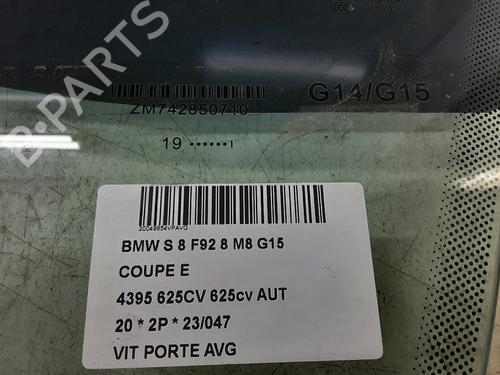 ZM742850710
G14/G15
19 ••••••ı
B-PARTS
20049854VPAVG
BMW S 8 F92 8 M8 G15
COUPE E
4395 625CV 625cv AUT
20 * 2P * 23/047
VIT PORTE AVG